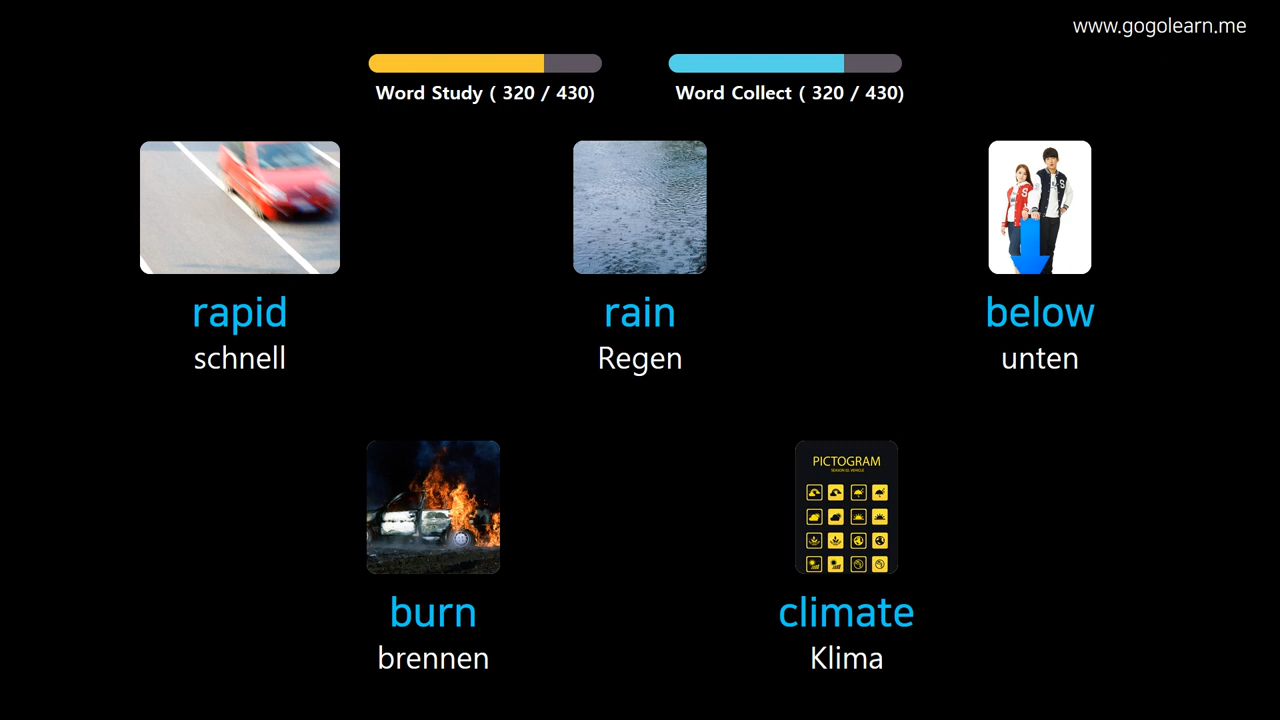 www.gogolearn.me
Word Study ( 320 / 430)
Word Collect ( 320 / 430)
rapid
schnell
rain
Regen
below
unten
burn
brennen
PICTOGRAM
climate
Klima